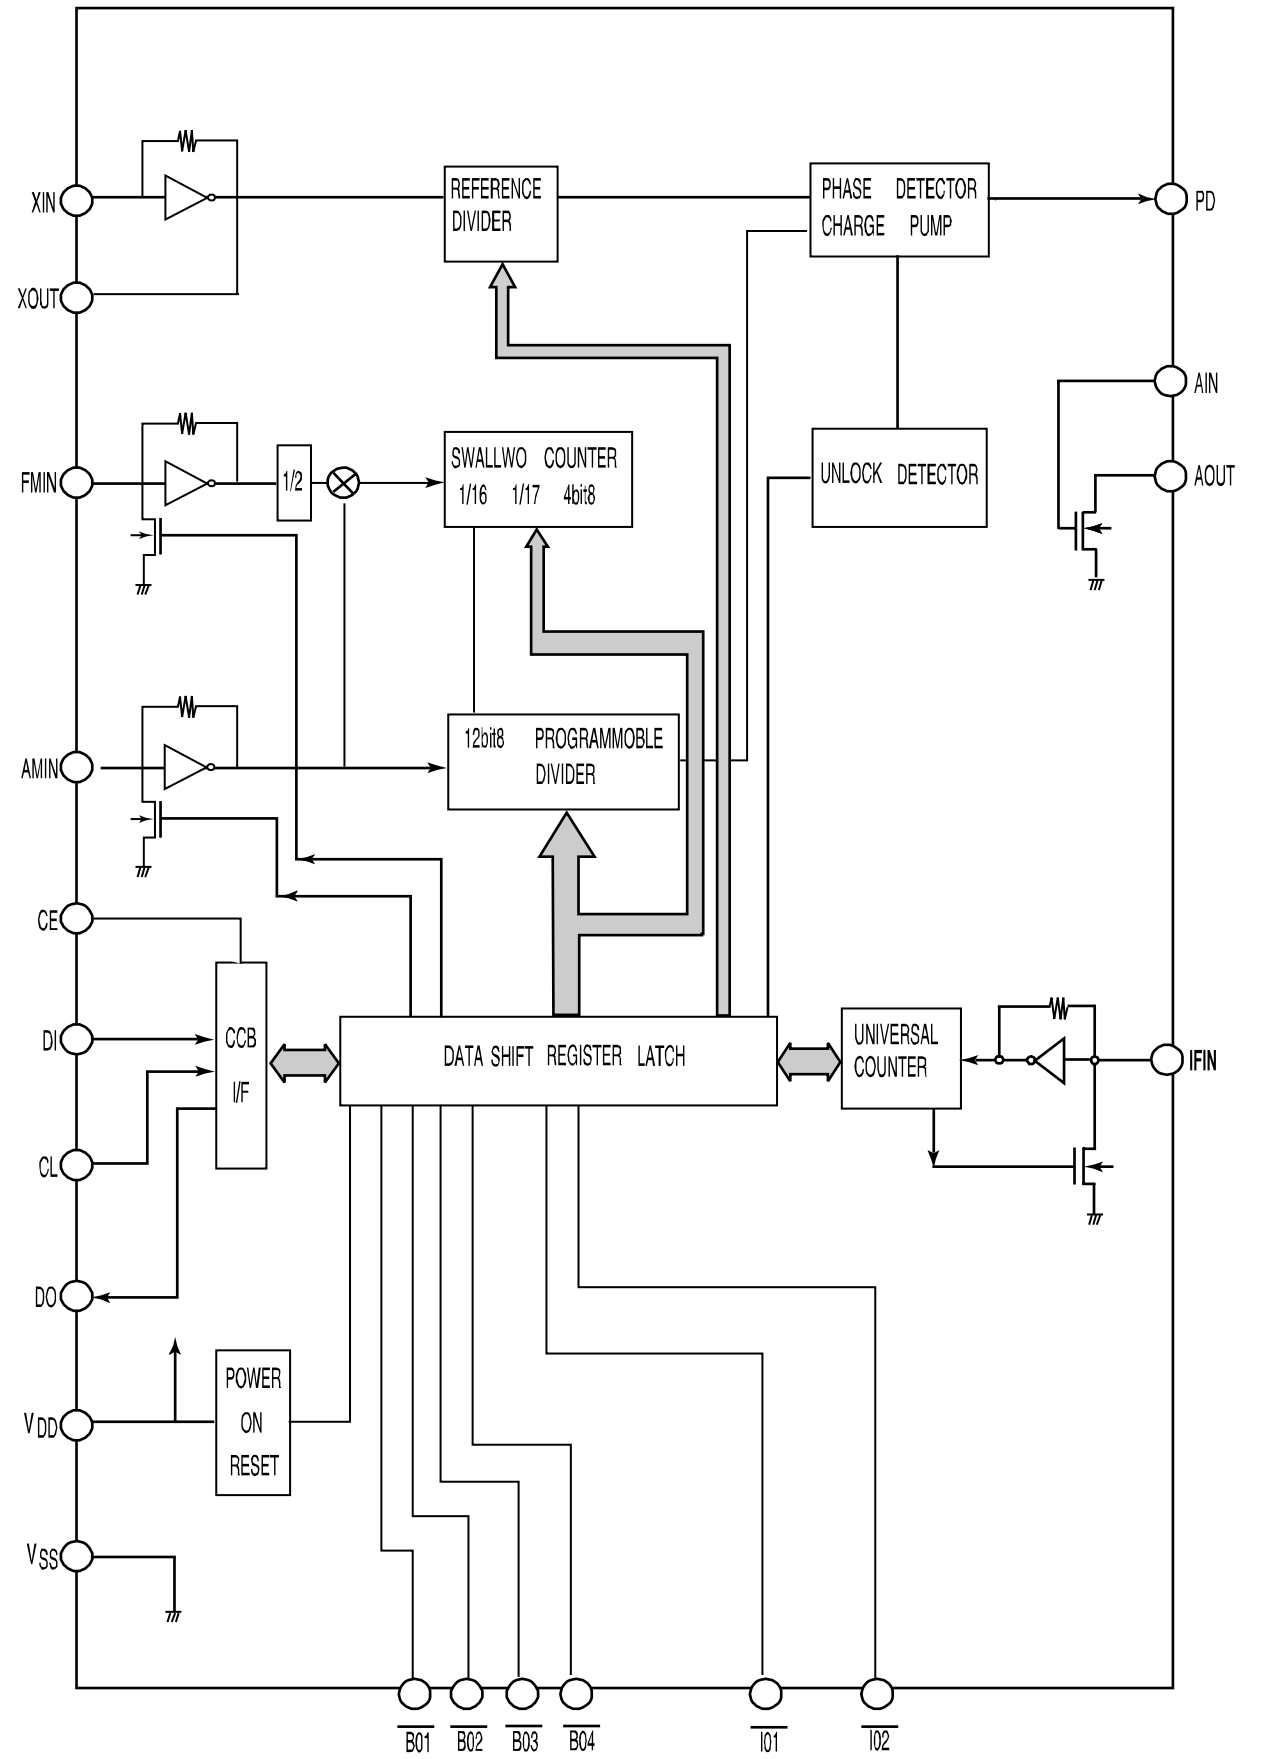 XIN
REFERENCE
DIVIDER
PHASE DETECTOR
CHARGE PUMP
PD
XOUT
AIN
FMIN
1/2
SWALLWO COUNTER
1/16 1/17 4bit8
UNLOCK DETECTOR
AOUT
AMIN
12bit8 PROGRAMMOBLE
DIVIDER
CE
DI
CCB
I/F
DATA SHIFT REGISTER LATCH
UNIVERSAL
COUNTER
IFIN
CL
DO
VDD
POWER
ON
RESET
VSS
B01 B02 B03 B04 I01 I02